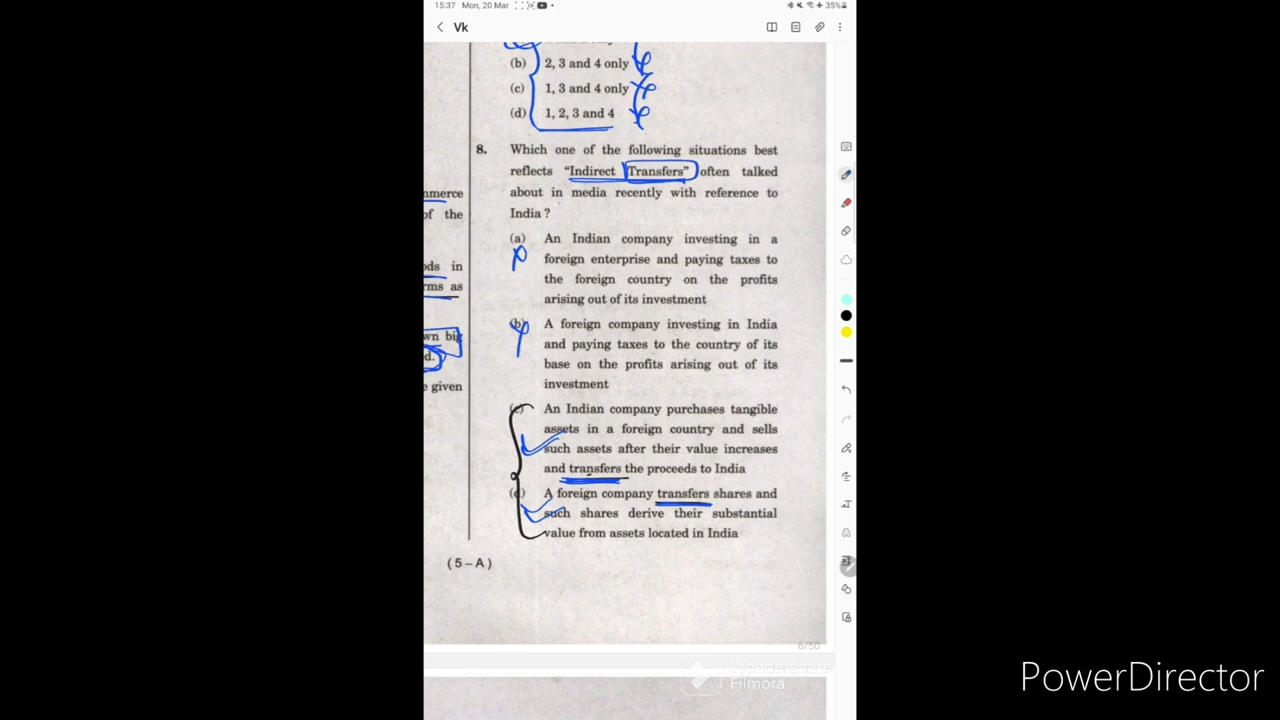 15:37 Mon, 20 Mar
35%
Vk
(b) 2, 3 and 4 only
(c) 1, 3 and 4 only
(d) 1, 2, 3 and 4
8. Which one of the following situations best
reflects “Indirect Transfers” often talked
about in media recently with reference to
India ?
(a) An Indian company investing in a
foreign enterprise and paying taxes to
the foreign country on the profits
arising out of its investment
(b) A foreign company investing in India
and paying taxes to the country of its
base on the profits arising out of its
investment
(c) An Indian company purchases tangible
assets in a foreign country and sells
such assets after their value increases
and transfers the proceeds to India
(d) A foreign company transfers shares and
such shares derive their substantial
value from assets located in India
(5 – A)
mmerce
of the
ods in
rms as
wn big
d.
e given
6/50
Wondershare
Filmora
PowerDirector